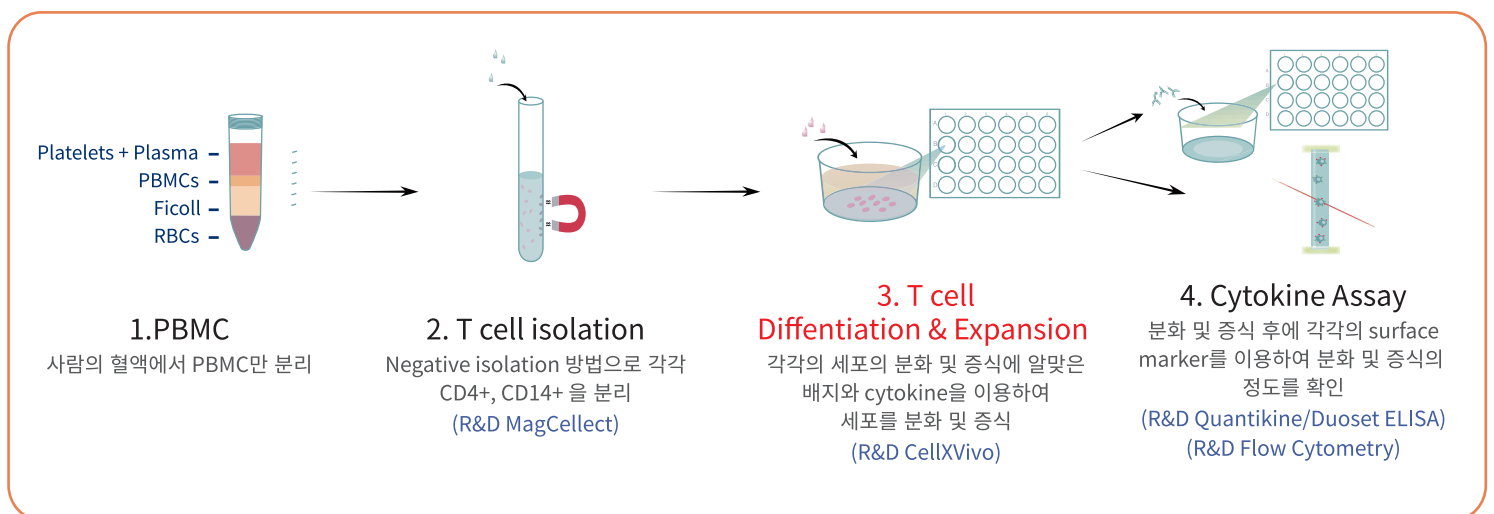 Platelets + Plasma
PBMCs
Ficoll
RBCs
1.PBMC
사람의 혈액에서 PBMC만 분리
2. T cell isolation
Negative isolation 방법으로 각각
CD4+, CD14+ 을 분리
(R&D MagCellect)
3. T cell
Diffentiation & Expansion
각각의 세포의 분화 및 증식에 알맞은
배지와 cytokine을 이용하여
세포를 분화 및 증식
(R&D CellXVivo)
4. Cytokine Assay
분화 및 증식 후에 각각의 surface
marker를 이용하여 분화 및 증식의
정도를 확인
(R&D Quantikine/Duoset ELISA)
(R&D Flow Cytometry)